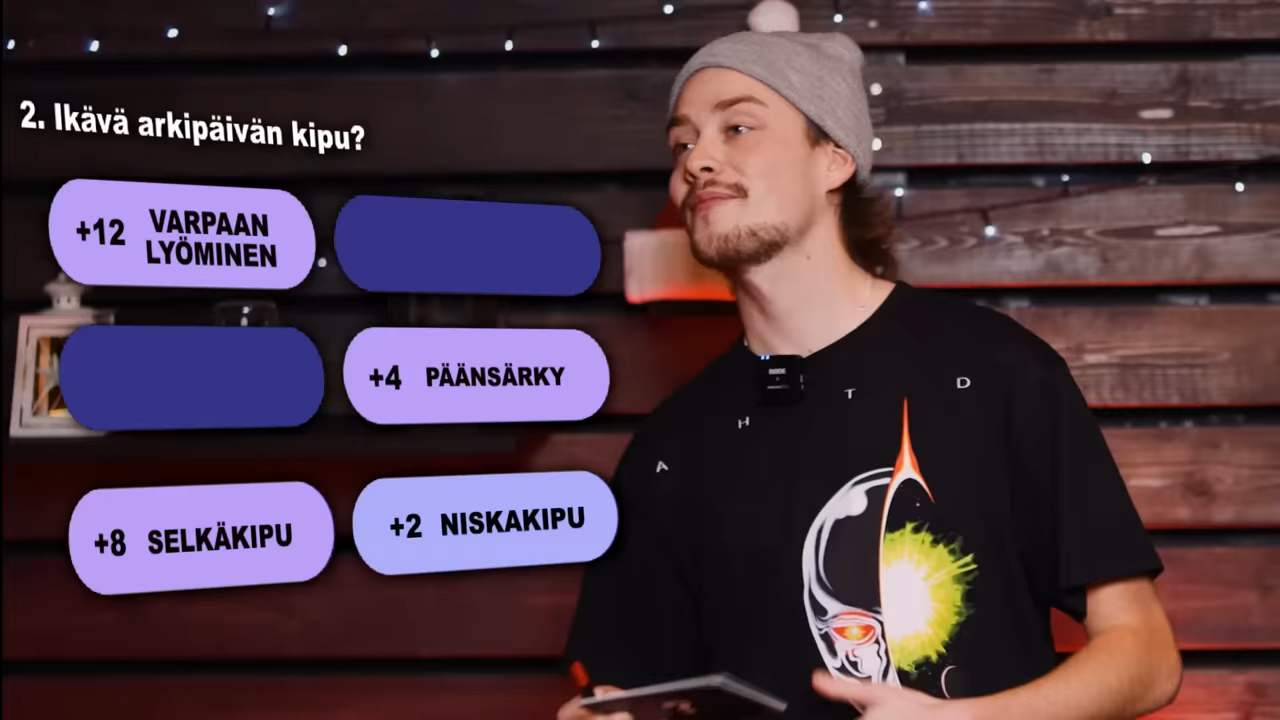 2. Ikävä arkipäivän kipu?
+12 VARPAAN
LYÖMINEN
+4 PÄÄNSÄRKY
+8 SELKÄKIPU
+2 NISKAKIPU
A H T D